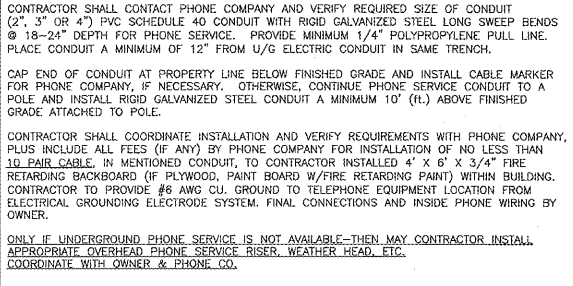 CONTRACTOR SHALL CONTACT PHONE COMPANY AND VERIFY REQUIRED SIZE OF CONDUIT
(2", 3" OR 4") PVC SCHEDULE 40 CONDUIT WITH RIGID GALVANIZED STEEL LONG SWEEP BENDS
@ 18-24" DEPTH FOR PHONE SERVICE. PROVIDE MINIMUM 1/4" POLYPROPYLENE PULL LINE.
PLACE CONDUIT A MINIMUM OF 12" FROM U/G ELECTRIC CONDUIT IN SAME TRENCH.
CAP END OF CONDUIT AT PROPERTY LINE BELOW FINISHED GRADE AND INSTALL CABLE MARKER
FOR PHONE COMPANY, IF NECESSARY. OTHERWISE, CONTINUE PHONE SERVICE CONDUIT TO A
POLE AND INSTALL RIGID GALVANIZED STEEL CONDUIT A MINIMUM 10' (ft.) ABOVE FINISHED
GRADE ATTACHED TO POLE.
CONTRACTOR SHALL COORDINATE INSTALLATION AND VERIFY REQUIREMENTS WITH PHONE COMPANY,
PLUS INCLUDE ALL FEES (IF ANY) BY PHONE COMPANY FOR INSTALLATION OF NO LESS THAN
10 PAIR CABLE, IN MENTIONED CONDUIT, TO CONTRACTOR INSTALLED 4' X 6' X 3/4" FIRE
RETARDING BACKBOARD (IF PLYWOOD, PAINT BOARD W/FIRE RETARDING PAINT) WITHIN BUILDING.
CONTRACTOR TO PROVIDE #6 AWG CU. GROUND TO TELEPHONE EQUIPMENT LOCATION FROM
ELECTRICAL GROUNDING ELECTRODE SYSTEM. FINAL CONNECTIONS AND INSIDE PHONE WIRING BY
OWNER.
ONLY IF UNDERGROUND PHONE SERVICE IS NOT AVAILABLE-THEN MAY CONTRACTOR INSTALL
APPROPRIATE OVERHEAD PHONE SERVICE RISER, WEATHER HEAD, ETC.
COORDINATE WITH OWNER & PHONE CO.